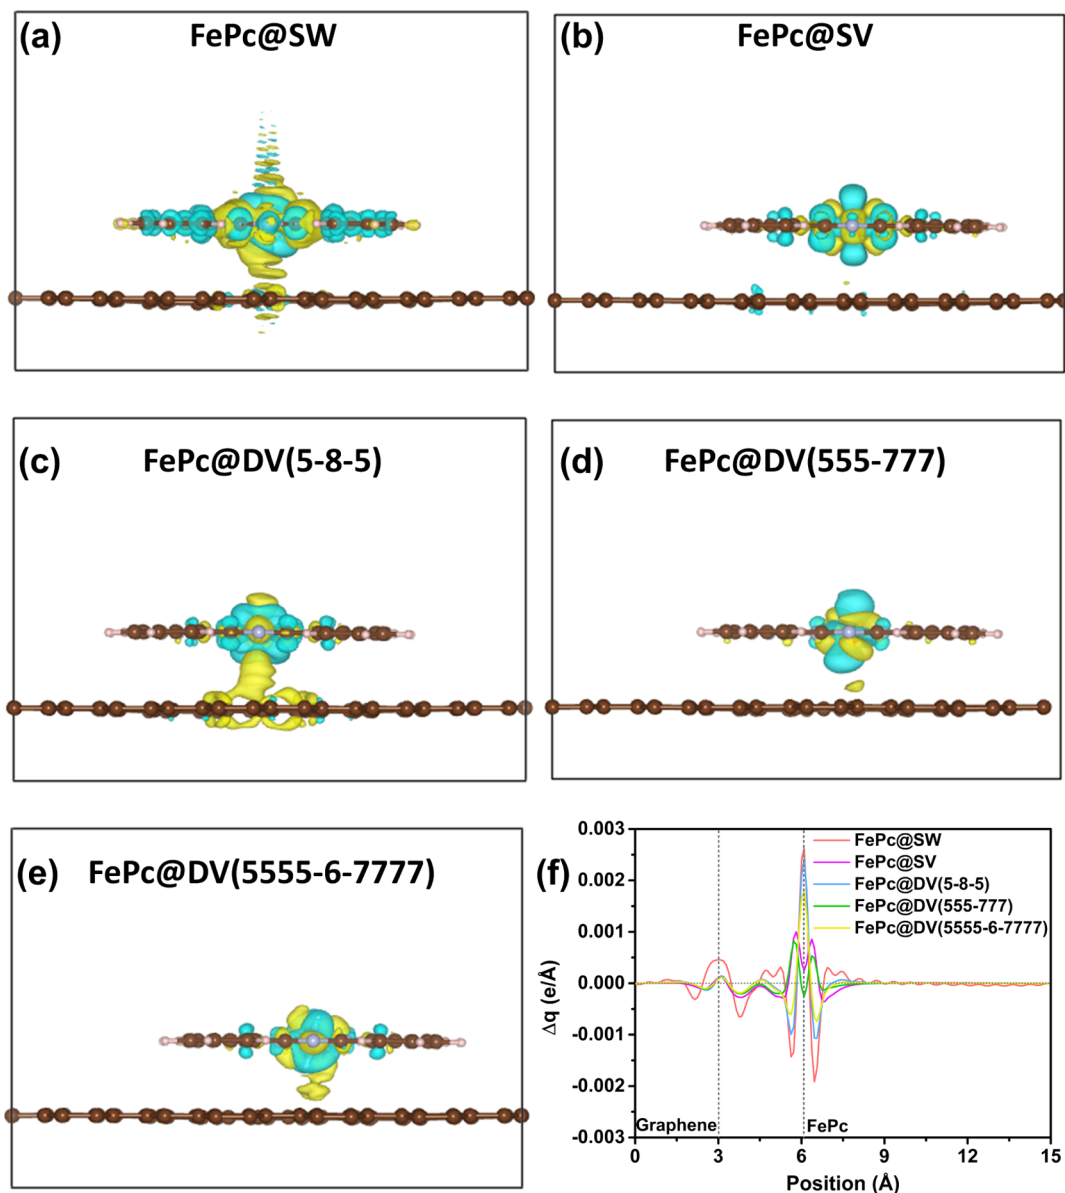 (a) FePc@SW
(b) FePc@SV
(c) FePc@DV(5-8-5)
(d) FePc@DV(555-777)
(e) FePc@DV(5555-6-7777)
(f)
0.003
0.002
0.001
0.000
-0.001
-0.002
-0.003
Δq (e/Å)
FePc@SW
FePc@SV
FePc@DV(5-8-5)
FePc@DV(555-777)
FePc@DV(5555-6-7777)
Graphene
FePc
0 3 6 9 12 15
Position (Å)